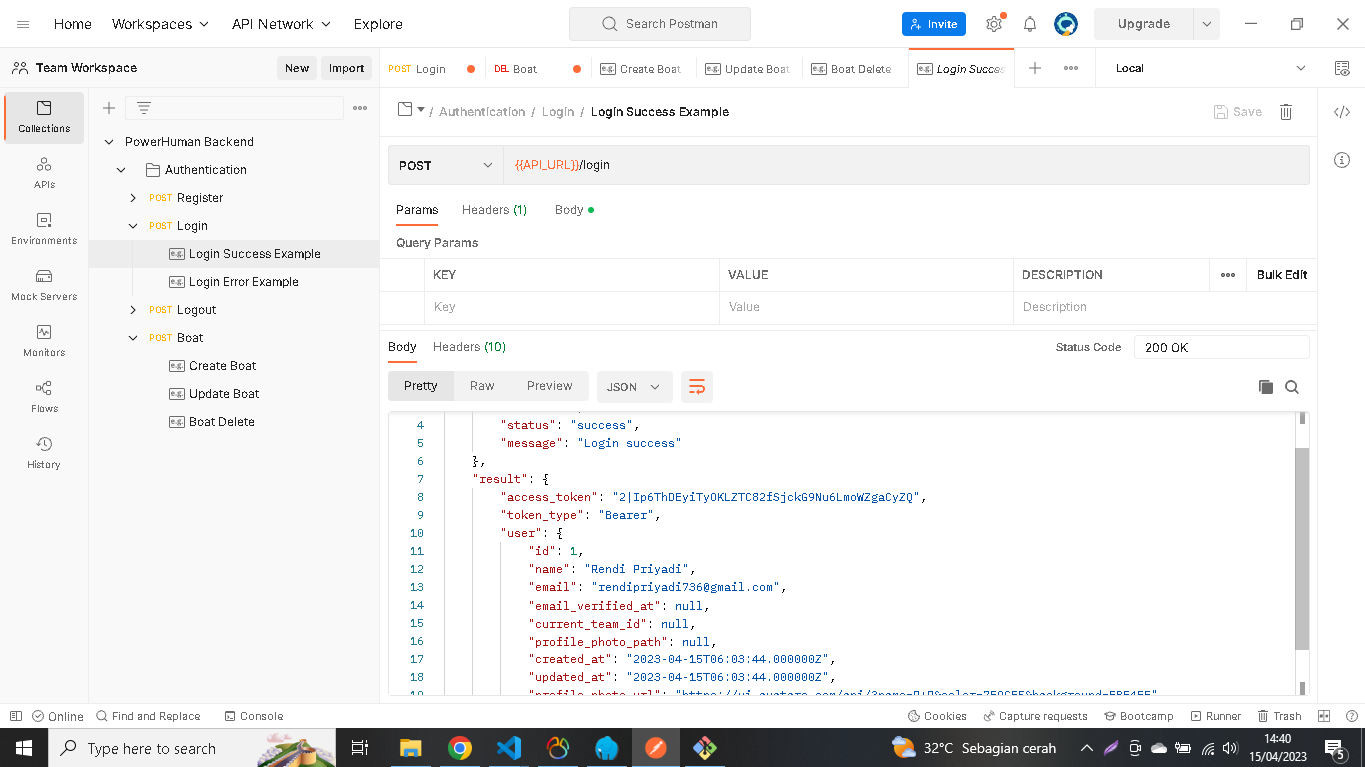 Home Workspaces API Network Explore Search Postman Invite Upgrade
Team Workspace New Import POST Login DEL Boat e.g. Create Boat e.g. Update Boat e.g. Boat Delete e.g. Login Succes Local
Collections
APIs
Environments
Mock Servers
Monitors
Flows
History
PowerHuman Backend
Authentication
POST Register
POST Login
e.g. Login Success Example
e.g. Login Error Example
POST Logout
POST Boat
e.g. Create Boat
e.g. Update Boat
e.g. Boat Delete
/ Authentication / Login / Login Success Example Save
POST {{API_URL}}/login
Params Headers (1) Body
Query Params
KEY VALUE DESCRIPTION Bulk Edit
Key Value Description
Body Headers (10) Status Code 200 OK
Pretty Raw Preview JSON
4 "status": "success",
5 "message": "Login success"
6 },
7 "result": {
8 "access_token": "2|Ip6ThDEyiTyOKLZTC82fSjckG9Nu6LmoWZgaCyZQ",
9 "token_type": "Bearer",
10 "user": {
11 "id": 1,
12 "name": "Rendi Priyadi",
13 "email": "rendipriyadi736@gmail.com",
14 "email_verified_at": null,
15 "current_team_id": null,
16 "profile_photo_path": null,
17 "created_at": "2023-04-15T06:03:44.000000Z",
18 "updated_at": "2023-04-15T06:03:44.000000Z",
Online Find and Replace Console Cookies Capture requests Bootcamp Runner Trash
Type here to search 32°C Sebagian cerah 14:40
15/04/2023 5